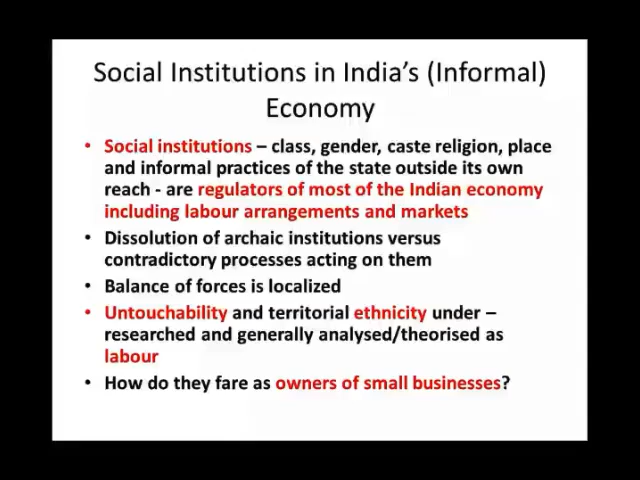 Social Institutions in India's (Informal)
Economy
• Social institutions – class, gender, caste religion, place
and informal practices of the state outside its own
reach - are regulators of most of the Indian economy
including labour arrangements and markets
• Dissolution of archaic institutions versus
contradictory processes acting on them
• Balance of forces is localized
• Untouchability and territorial ethnicity under –
researched and generally analysed/theorised as
labour
• How do they fare as owners of small businesses?